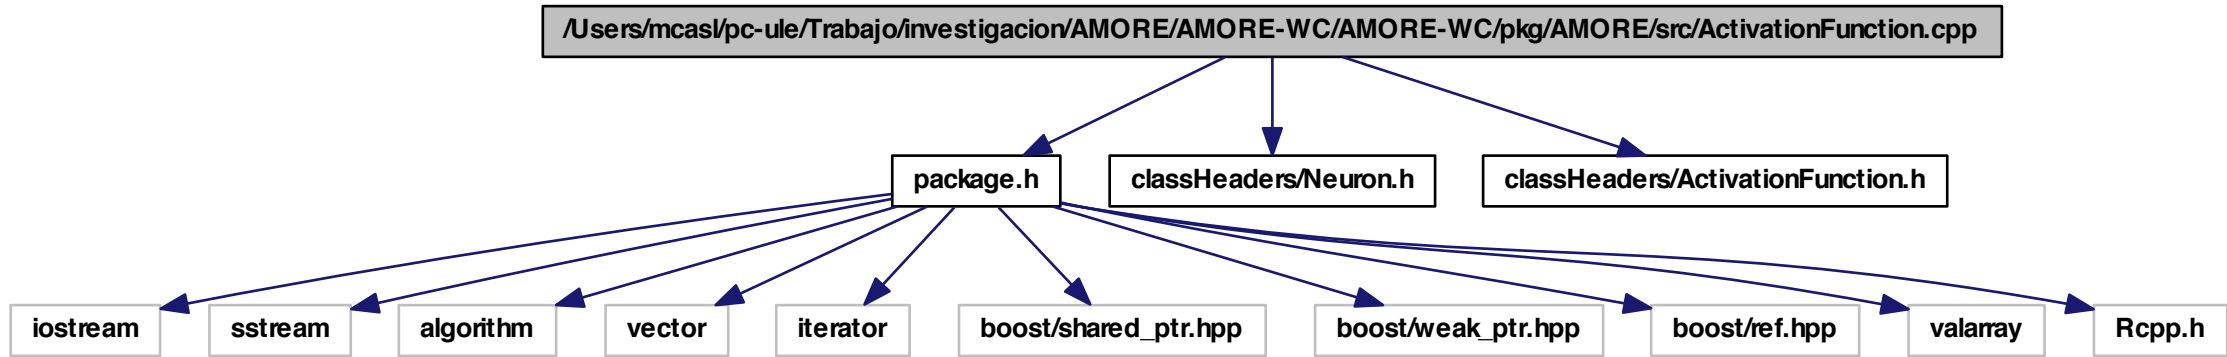 /Users/mcasl/pc-ule/Trabajo/investigacion/AMORE/AMORE-WC/AMORE-WC/pkg/AMORE/src/ActivationFunction.cpp
package.h
classHeaders/Neuron.h
classHeaders/ActivationFunction.h
iostream
sstream
algorithm
vector
iterator
boost/shared_ptr.hpp
boost/weak_ptr.hpp
boost/ref.hpp
valarray
Rcpp.h